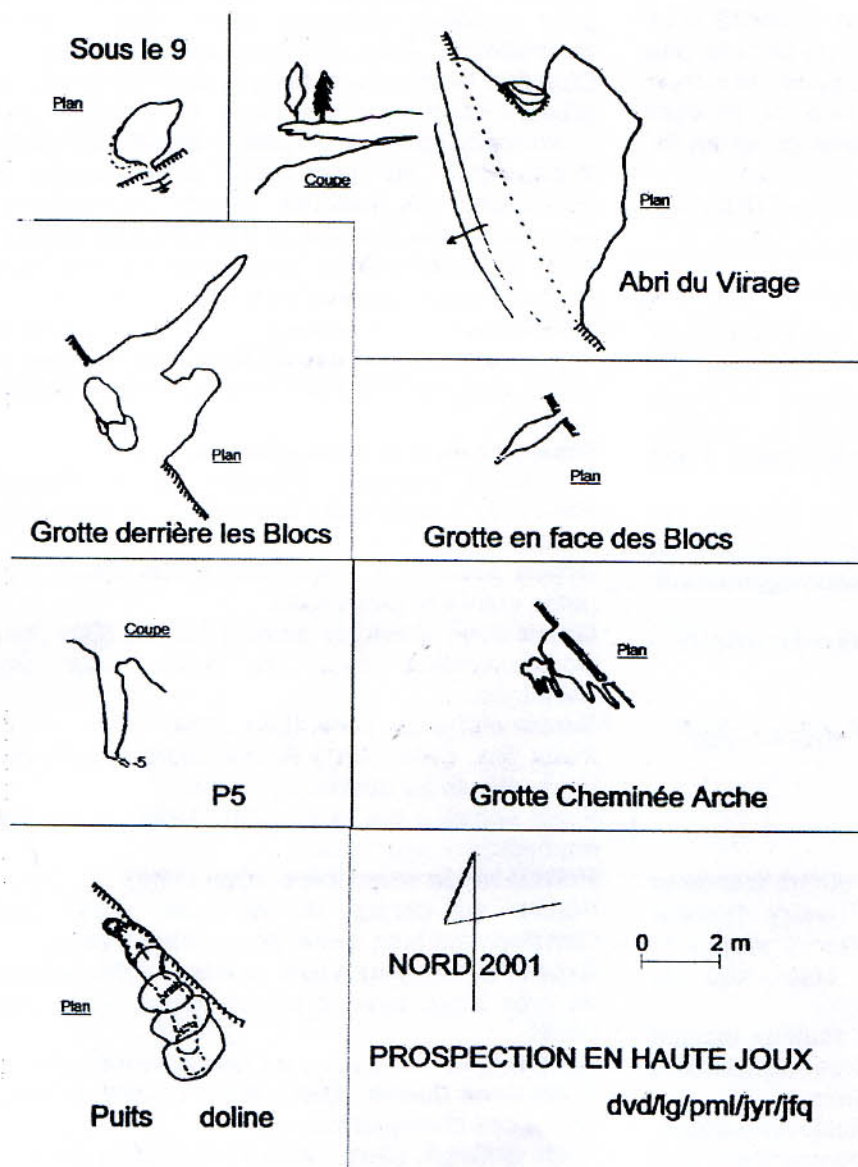 Sous le 9
Plan
Coupe
Plan
Abri du Virage
Plan
Grotte derrière les Blocs
Plan
Grotte en face des Blocs
Coupe
-5
P5
Plan
Grotte Cheminée Arche
Plan
Puits doline
NORD 2001
0 2 m
PROSPECTION EN HAUTE JOUX
dvd/lg/pml/jyr/jfq